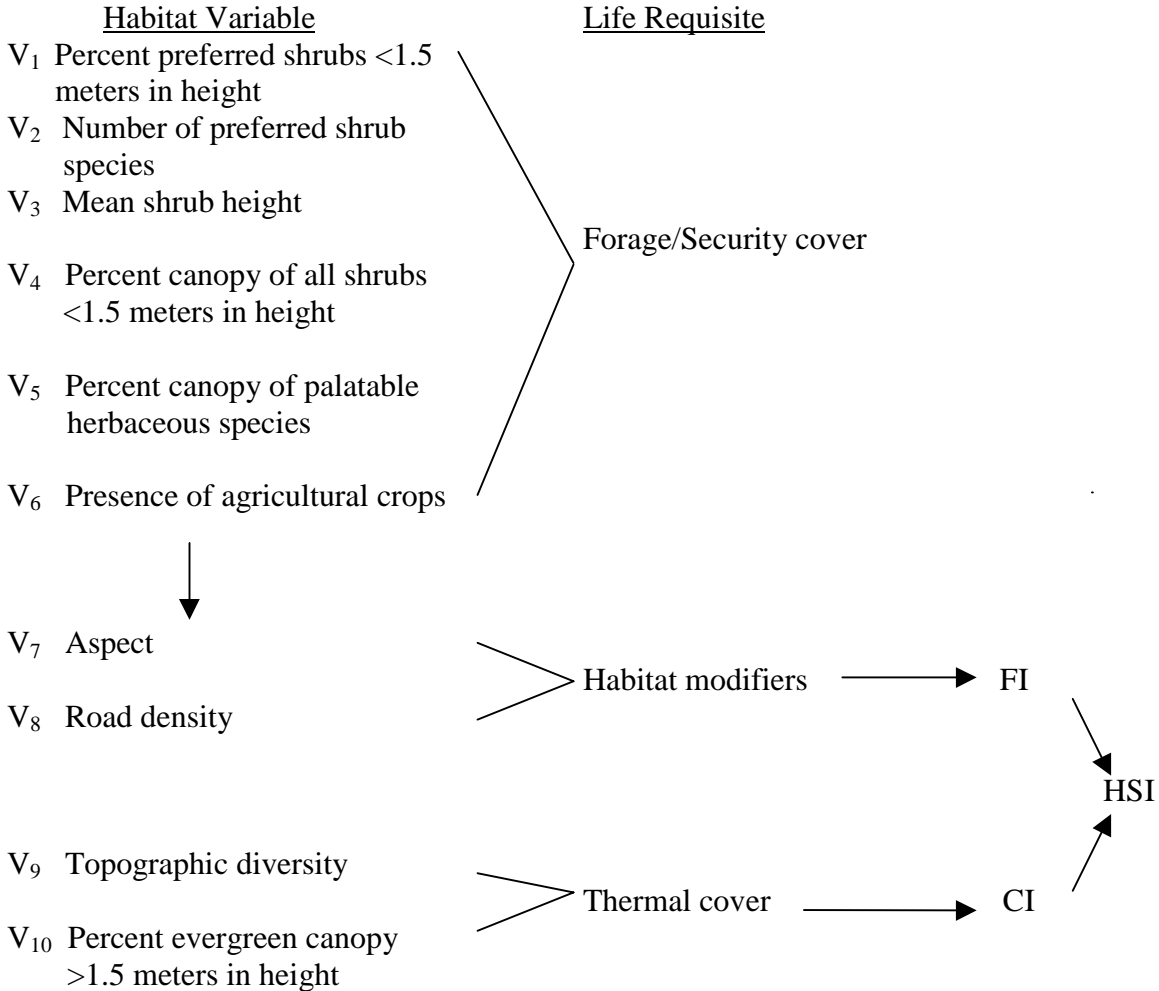 Habitat Variable Life Requisite
V₁ Percent preferred shrubs <1.5
meters in height
V₂ Number of preferred shrub
species
V₃ Mean shrub height
Forage/Security cover
V₄ Percent canopy of all shrubs
<1.5 meters in height
V₅ Percent canopy of palatable
herbaceous species
V₆ Presence of agricultural crops
V₇ Aspect
Habitat modifiers FI
V₈ Road density
HSI
V₉ Topographic diversity
Thermal cover CI
V₁₀ Percent evergreen canopy
>1.5 meters in height